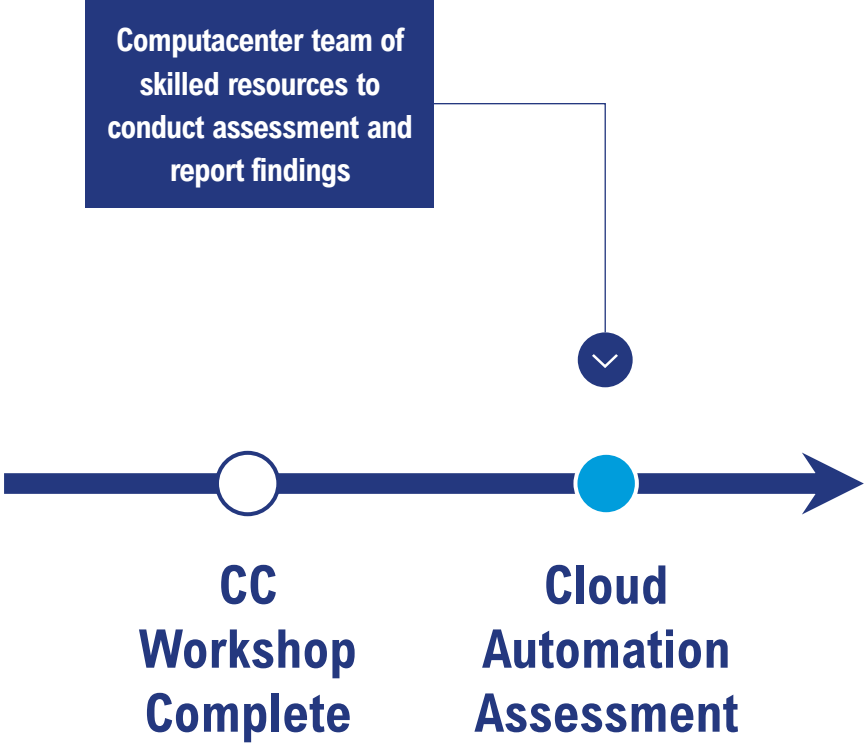 Computacenter team of
skilled resources to
conduct assessment and
report findings
CC
Workshop
Complete
Cloud
Automation
Assessment